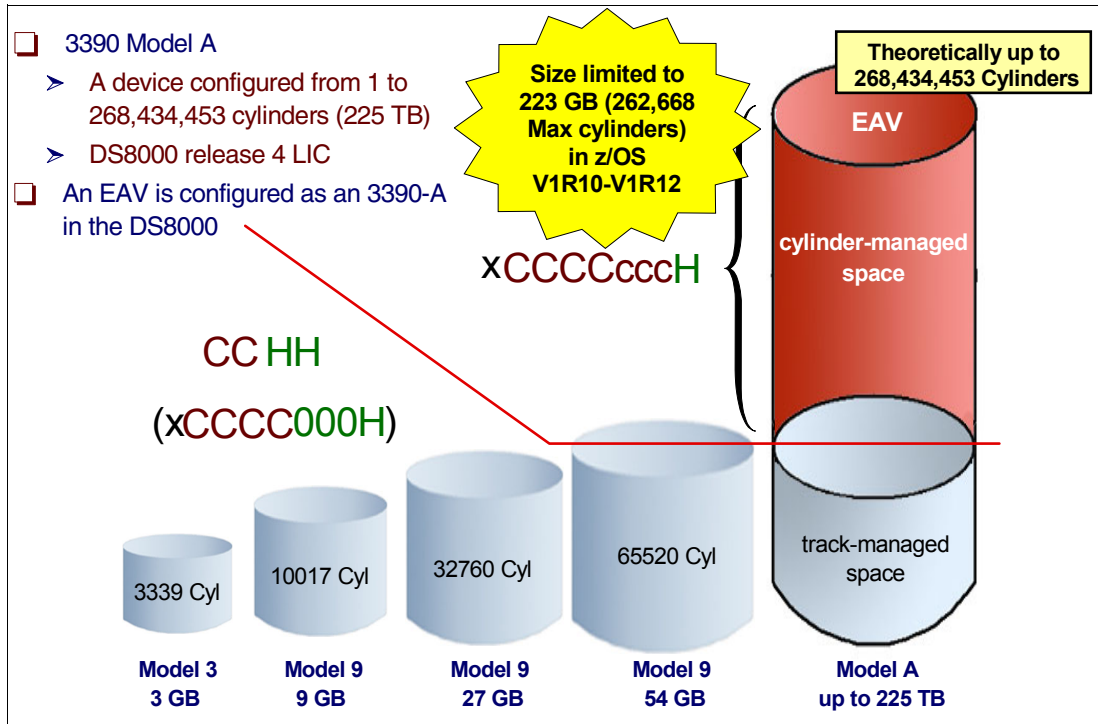 3390 Model A
A device configured from 1 to
268,434,453 cylinders (225 TB)
DS8000 release 4 LIC
An EAV is configured as an 3390-A
in the DS8000
Size limited to
223 GB (262,668
Max cylinders)
in z/OS
V1R10-V1R12
Theoretically up to
268,434,453 Cylinders
EAV
cylinder-managed
space
xCCCCcccH
CC HH
(xCCCC000H)
3339 Cyl
10017 Cyl
32760 Cyl
65520 Cyl
track-managed
space
Model 3
3 GB
Model 9
9 GB
Model 9
27 GB
Model 9
54 GB
Model A
up to 225 TB